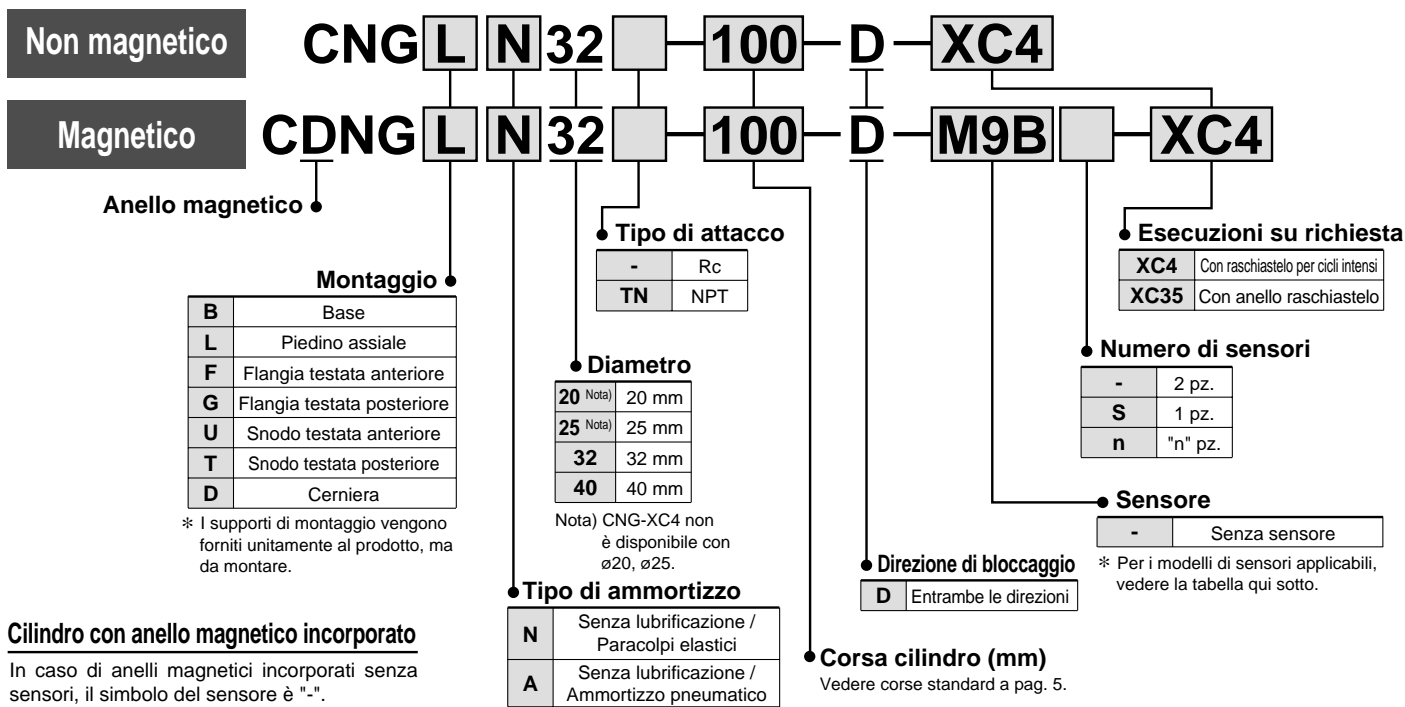 Non magnetico CNG L N 32 100 D XC4
Magnetico CDNG L N 32 100 D M9B XC4
Anello magnetico
Montaggio
B Base
L Piedino assiale
F Flangia testata anteriore
G Flangia testata posteriore
U Snodo testata anteriore
T Snodo testata posteriore
D Cerniera
* I supporti di montaggio vengono
forniti unitamente al prodotto, ma
da montare.
Tipo di attacco
- Rc
TN NPT
Diametro
20 Nota) 20 mm
25 Nota) 25 mm
32 32 mm
40 40 mm
Nota) CNG-XC4 non
è disponibile con
ø20, ø25.
Tipo di ammortizzo
N Senza lubrificazione /
Paracolpi elastici
A Senza lubrificazione /
Ammortizzo pneumatico
Esecuzioni su richiesta
XC4 Con raschiastelo per cicli intensi
XC35 Con anello raschiastelo
Numero di sensori
- 2 pz.
S 1 pz.
n "n" pz.
Sensore
- Senza sensore
* Per i modelli di sensori applicabili,
vedere la tabella qui sotto.
Direzione di bloccaggio
D Entrambe le direzioni
Corsa cilindro (mm)
Vedere corse standard a pag. 5.
Cilindro con anello magnetico incorporato
In caso di anelli magnetici incorporati senza
sensori, il simbolo del sensore è "-".